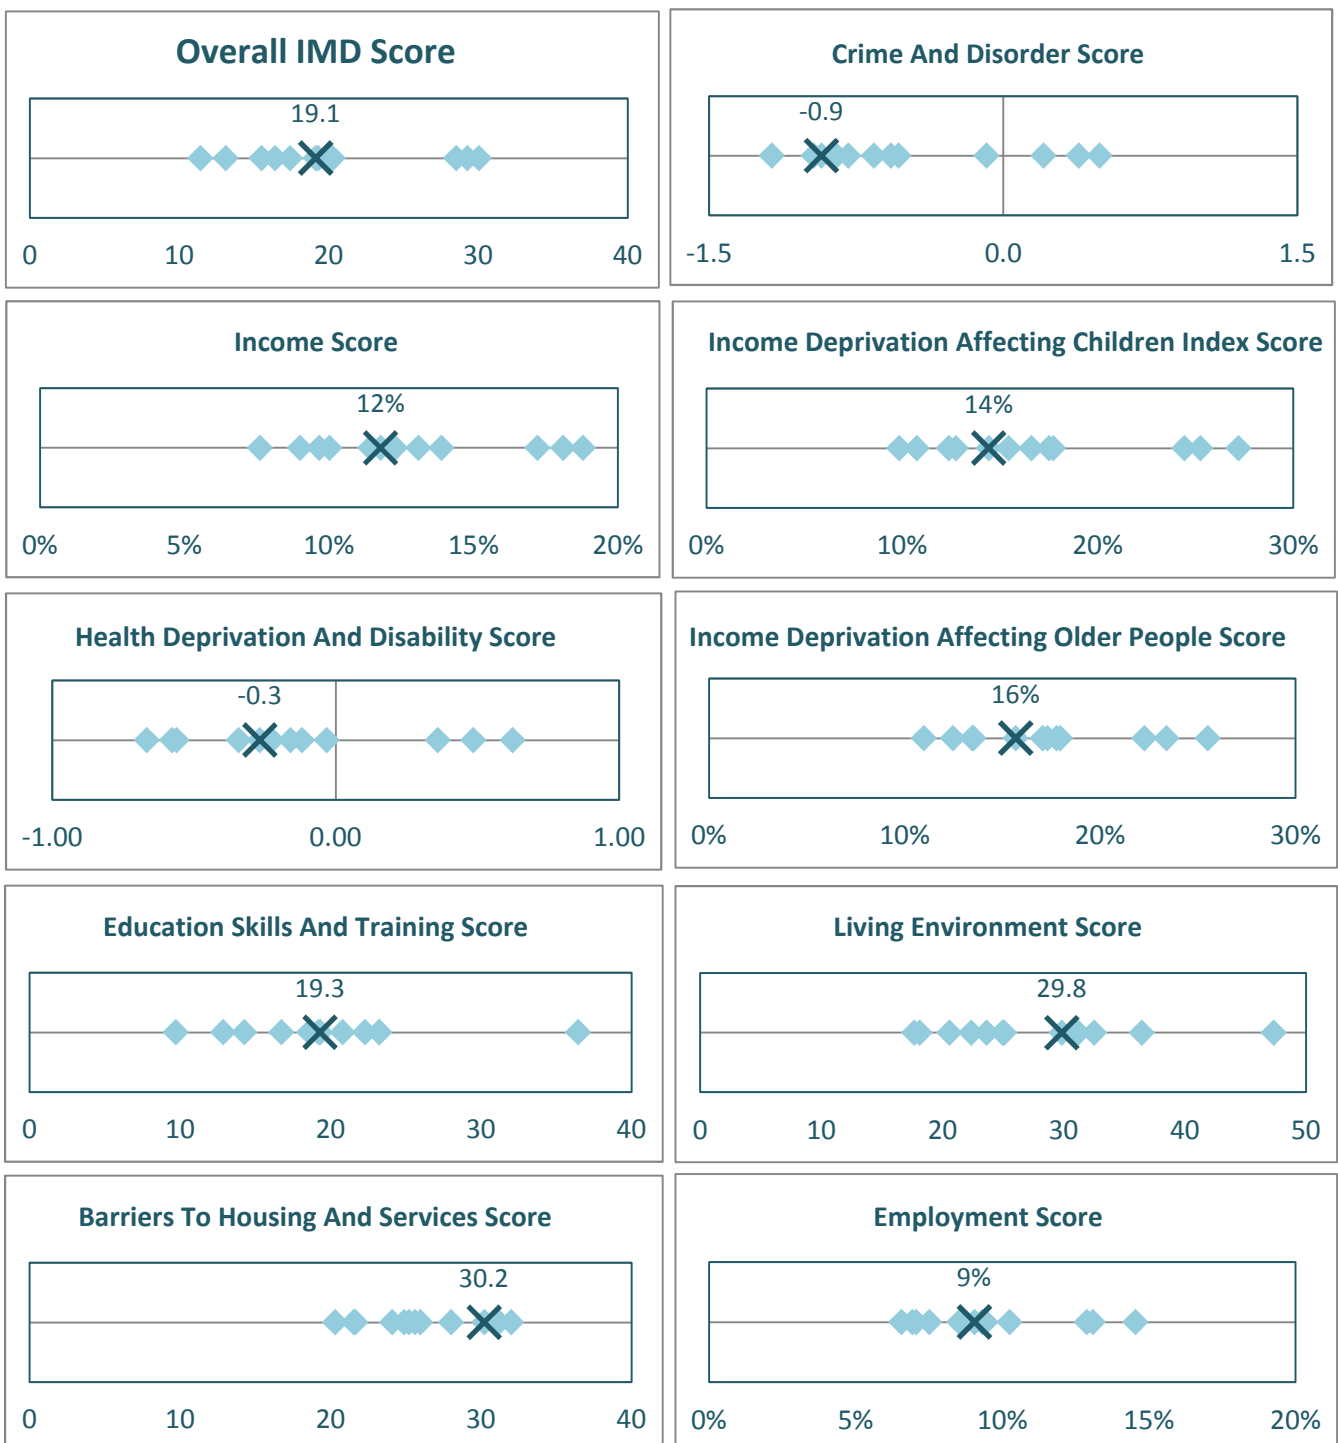 Overall IMD Score
19.1
0 10 20 30 40
Crime And Disorder Score
-0.9
-1.5 0.0 1.5
Income Score
12%
0% 5% 10% 15% 20%
Income Deprivation Affecting Children Index Score
14%
0% 10% 20% 30%
Health Deprivation And Disability Score
-0.3
-1.00 0.00 1.00
Income Deprivation Affecting Older People Score
16%
0% 10% 20% 30%
Education Skills And Training Score
19.3
0 10 20 30 40
Living Environment Score
29.8
0 10 20 30 40 50
Barriers To Housing And Services Score
30.2
0 10 20 30 40
Employment Score
9%
0% 5% 10% 15% 20%